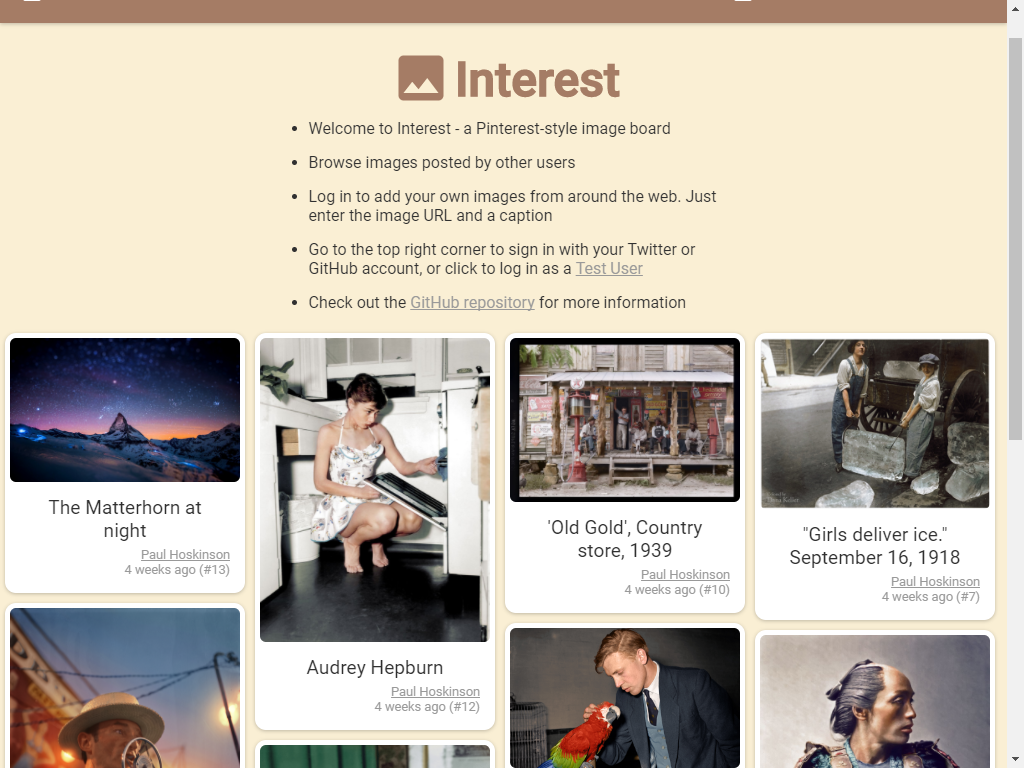 Interest
Welcome to Interest - a Pinterest-style image board
Browse images posted by other users
Log in to add your own images from around the web. Just
enter the image URL and a caption
Go to the top right corner to sign in with your Twitter or
GitHub account, or click to log in as a Test User
Check out the GitHub repository for more information
The Matterhorn at
night
Paul Hoskinson
4 weeks ago (#13)
Audrey Hepburn
Paul Hoskinson
4 weeks ago (#12)
'Old Gold', Country
store, 1939
Paul Hoskinson
4 weeks ago (#10)
"Girls deliver ice."
September 16, 1918
Paul Hoskinson
4 weeks ago (#7)